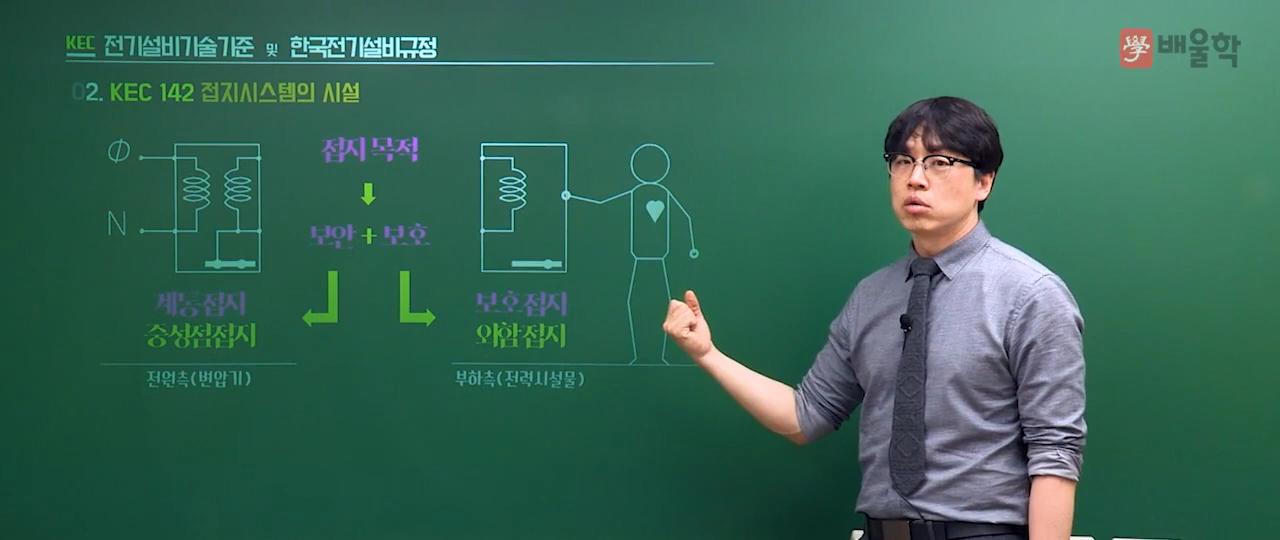 KEC 전기설비기술기준 및 한국전기설비규정
學 배울학
02. KEC 142 접지시스템의 시설
Ø
N
접지 목적
보안 + 보호
계통접지
중성점접지
전원측(변압기)
보호접지
외함접지
부하측(전력시설물)